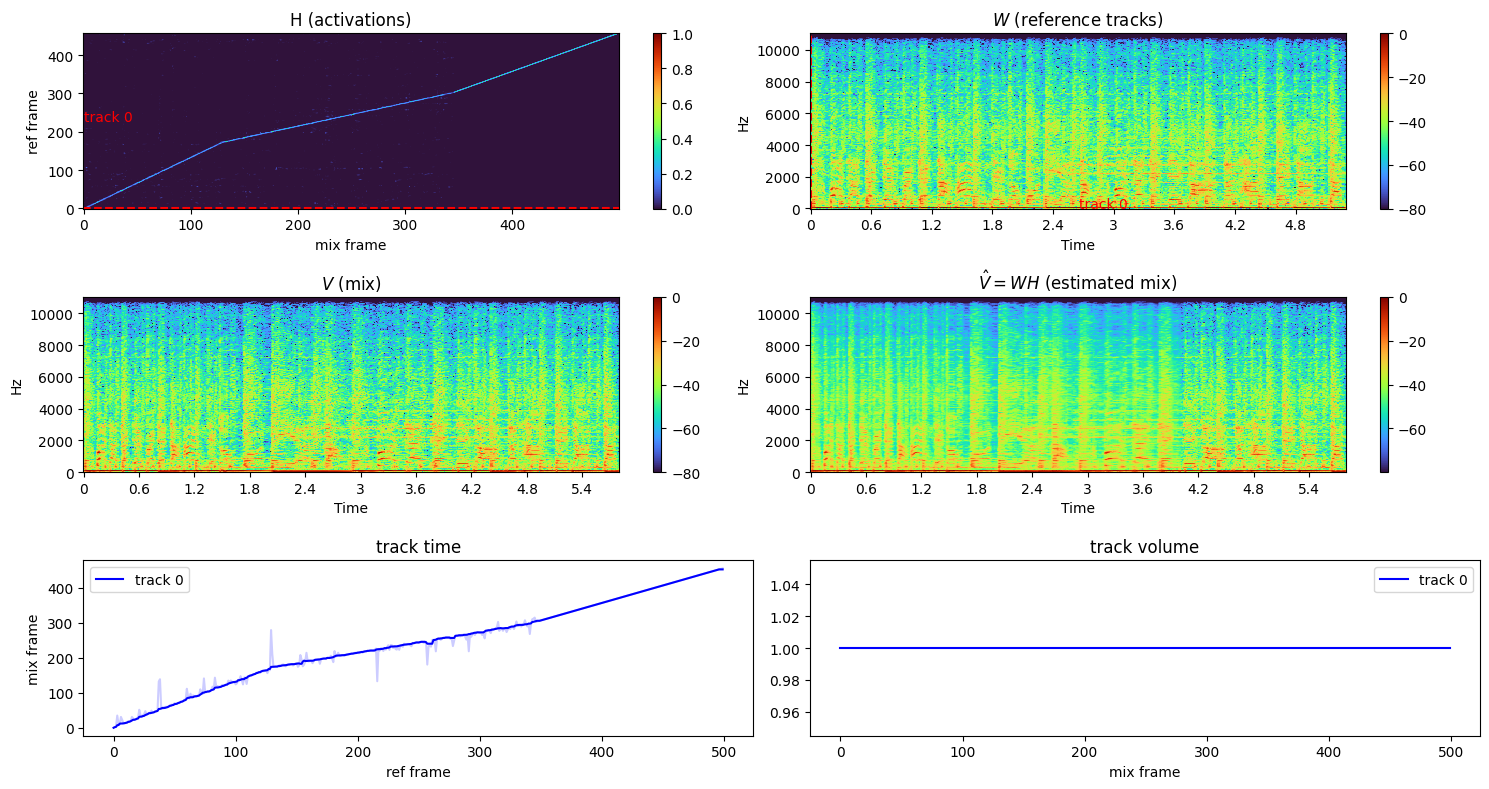 H (activations)
400
300
200
100
0
ref frame
track 0
0 100 200 300 400
mix frame
1.0
0.8
0.6
0.4
0.2
0.0
W (reference tracks)
10000
8000
6000
4000
2000
0
Hz
track 0
0 0.6 1.2 1.8 2.4 3 3.6 4.2 4.8
Time
0
−20
−40
−60
−80
V (mix)
10000
8000
6000
4000
2000
0
Hz
0 0.6 1.2 1.8 2.4 3 3.6 4.2 4.8 5.4
Time
0
−20
−40
−60
−80
V̂ = WH (estimated mix)
10000
8000
6000
4000
2000
0
Hz
0 0.6 1.2 1.8 2.4 3 3.6 4.2 4.8 5.4
Time
0
−20
−40
−60
track time
400
300
200
100
0
mix frame
track 0
0 100 200 300 400 500
ref frame
track volume
1.04
1.02
1.00
0.98
0.96
track 0
0 100 200 300 400 500
mix frame